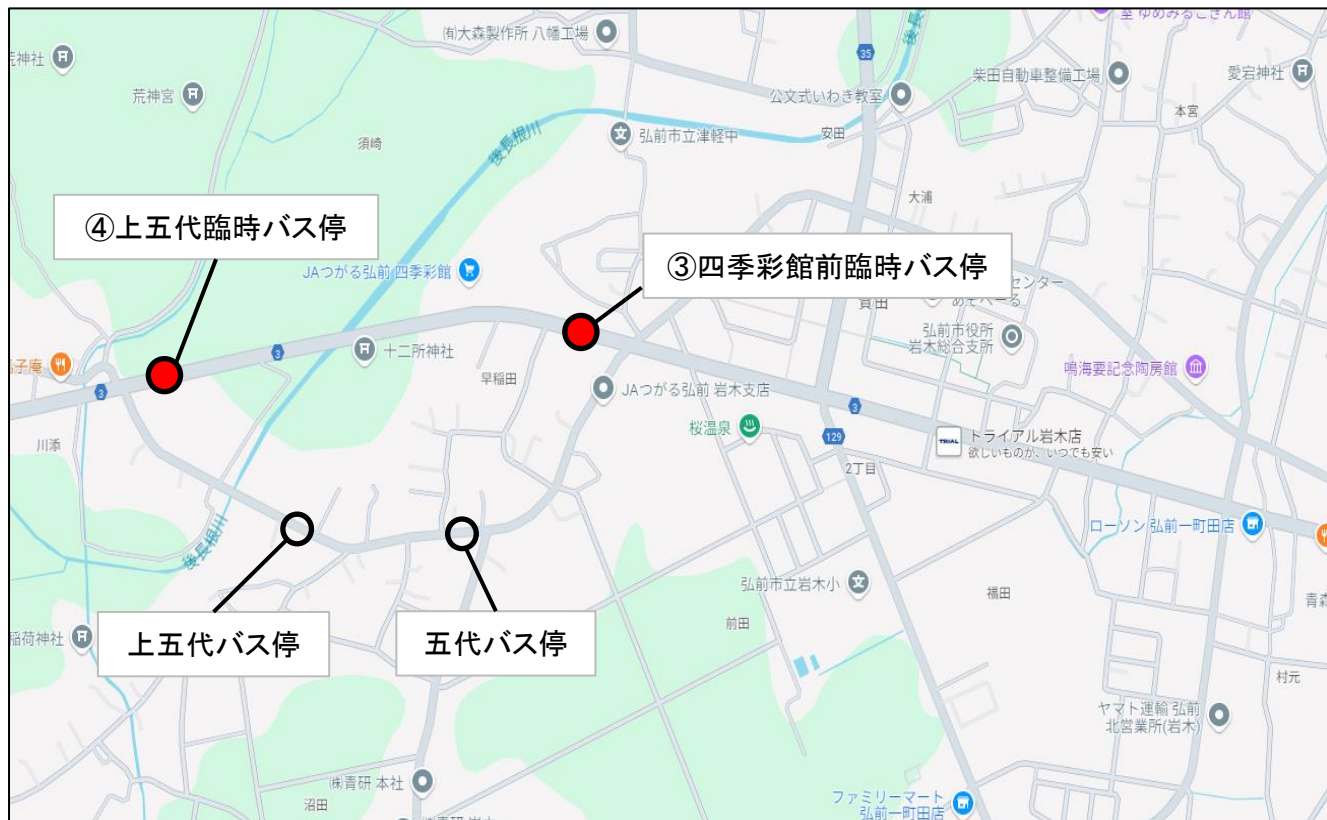 室 ゆめみるこぎん館
(有)大森製作所 八幡工場
後長根川
35
荒神社
柴田自動車整備工場
愛宕神社
荒神宮
公文式いわき教室
本宮
須崎
後長根川
弘前市立津軽中
安田
大浦
④上五代臨時バス停
③四季彩館前臨時バス停
JAつがる弘前 四季彩館
センター
賀田
弘前市役所
岩木総合支所
3
十二所神社
鳴海要記念陶房館
早稲田
JAつがる弘前 岩木支店
3
3
桜温泉
129
TRIAL
トライアル岩木店
欲しいものが、いつでも安い
川添
2丁目
ローソン 弘前一町田店
後長根川
弘前市立岩木小
福田
青森
稲荷神社
上五代バス停
五代バス停
前田
村元
ヤマト運輸 弘前
北営業所(岩木)
(株)青研 本社
沼田
ファミリーマート
弘前一町田店